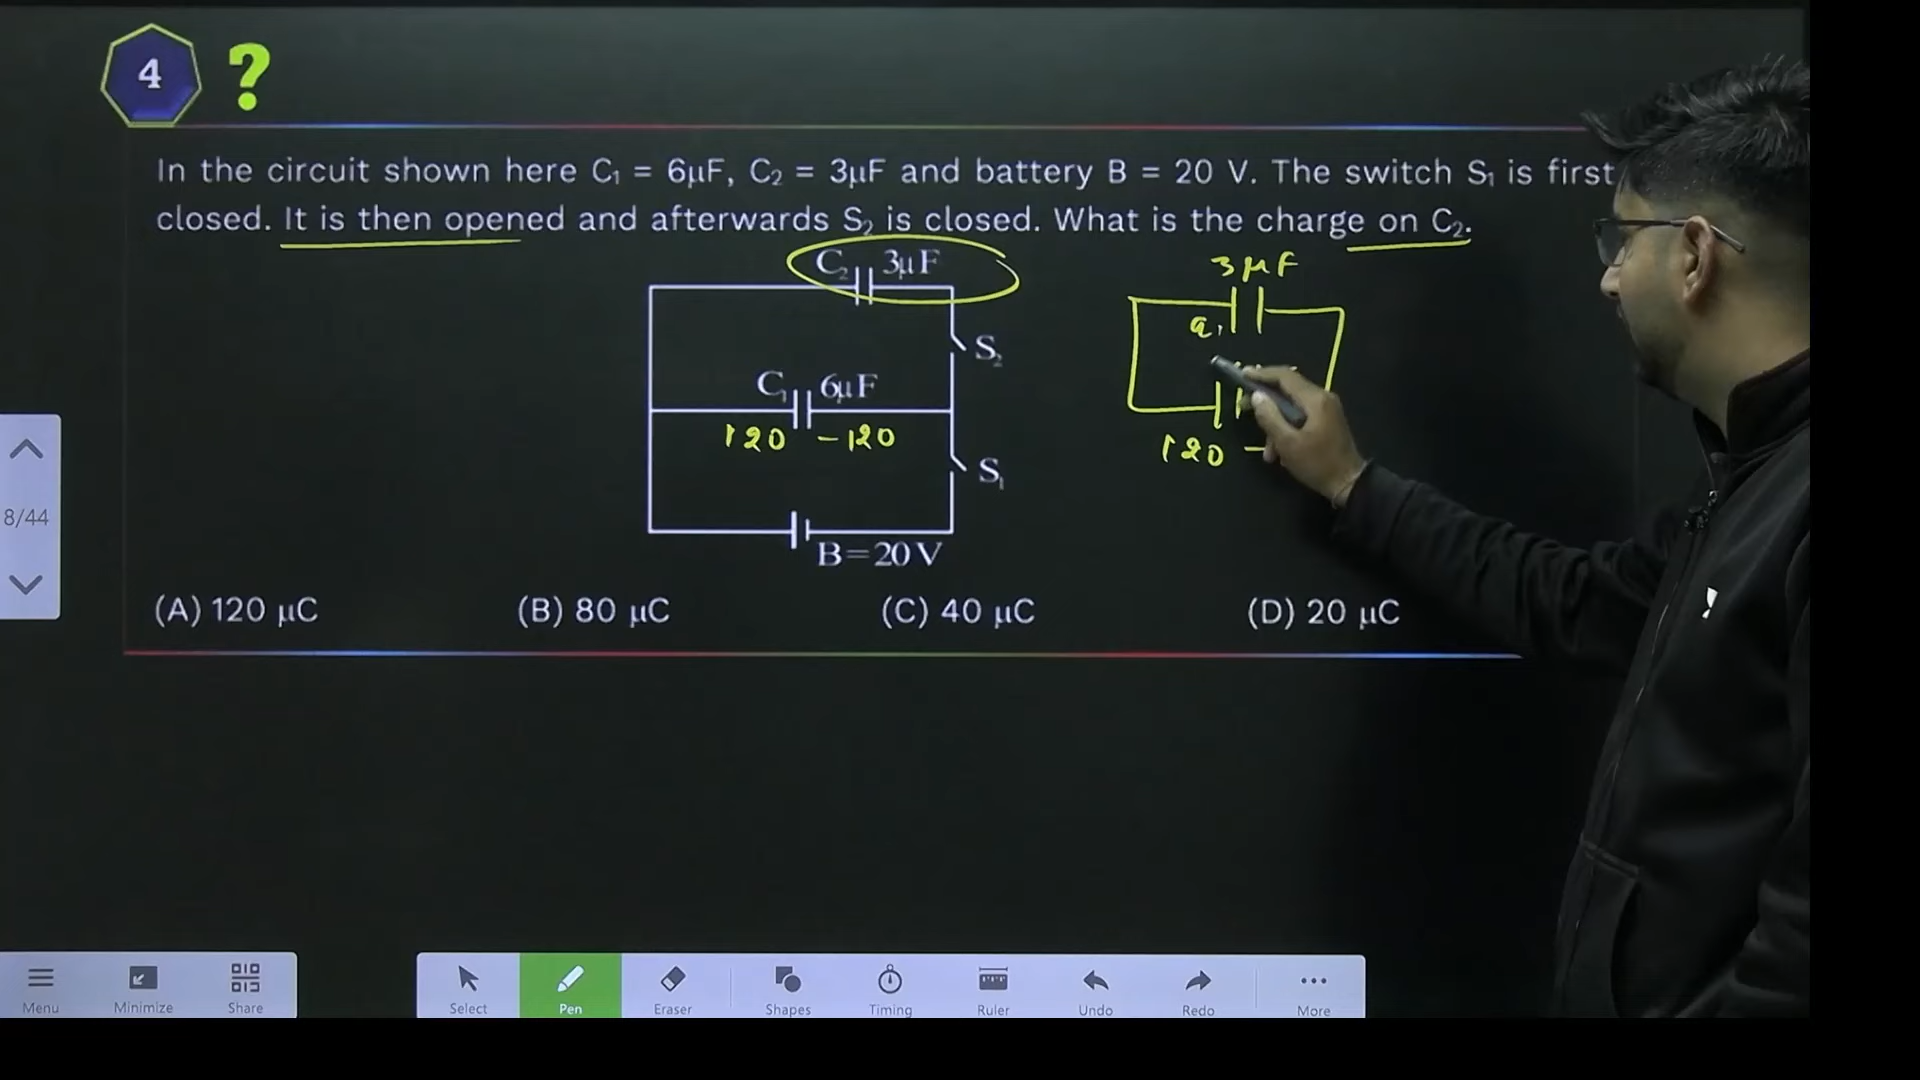 4 ?
In the circuit shown here C₁ = 6μF, C₂ = 3μF and battery B = 20 V. The switch S₁ is first
closed. It is then opened and afterwards S₂ is closed. What is the charge on C₂.
C₂ 3μF
3μF
q₁
S₂
C₁ 6μF
120 -120
120 -
S₁
B=20V
8/44
(A) 120 μC (B) 80 μC (C) 40 μC (D) 20 μC
Menu Minimize Share Select Pen Eraser Shapes Timing Ruler Undo Redo More